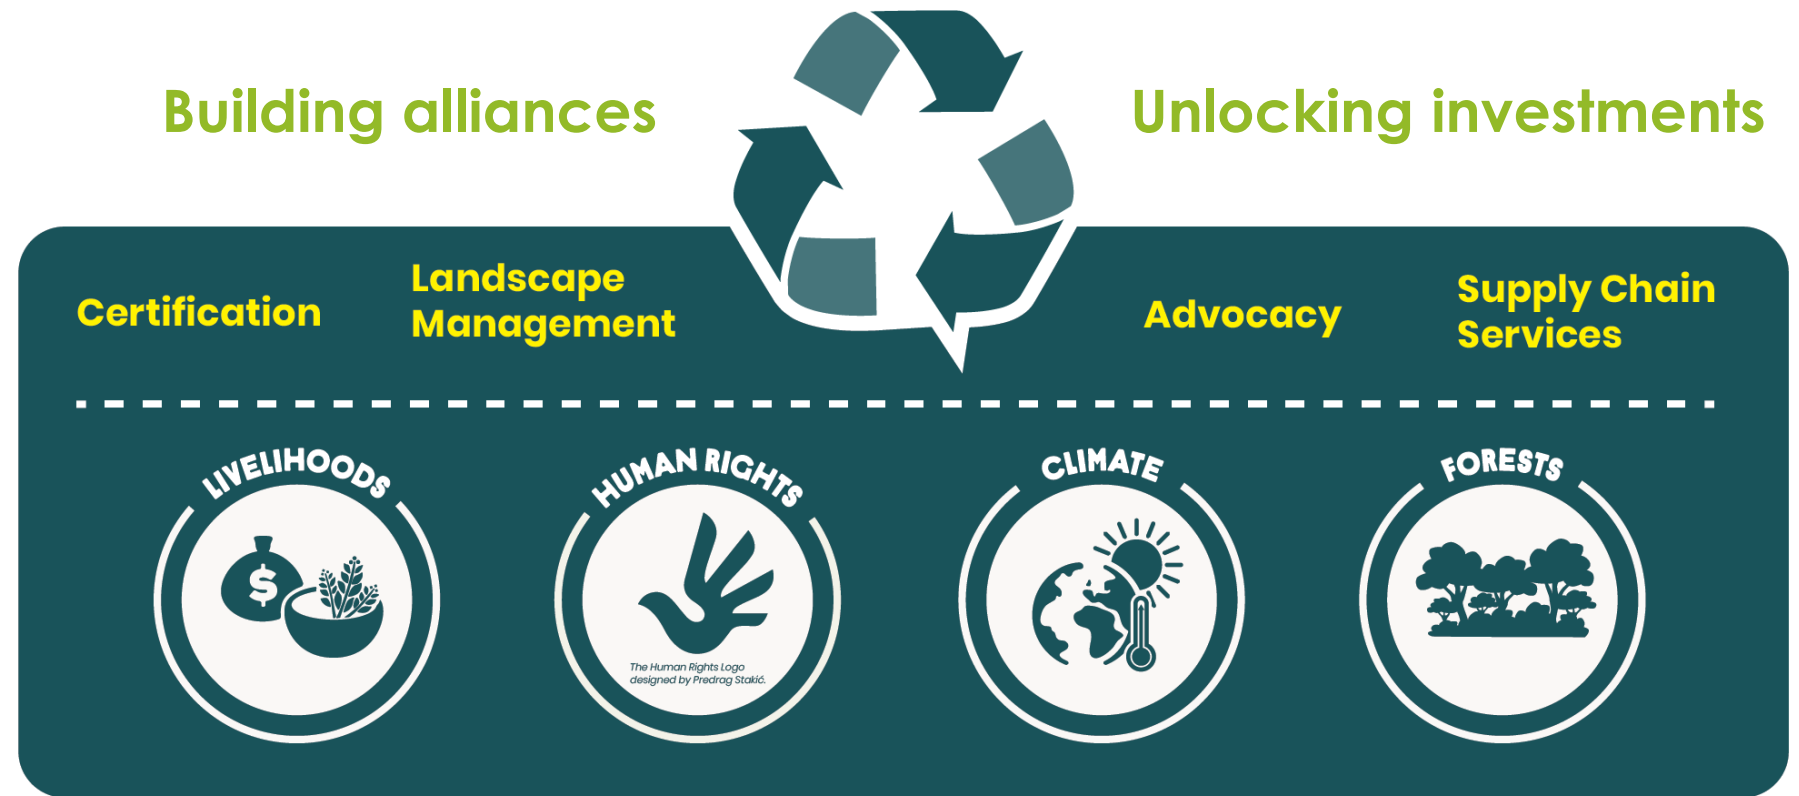 Building alliances
Unlocking investments
Certification
Landscape
Management
Advocacy
Supply Chain
Services
LIVELIHOODS
HUMAN RIGHTS
CLIMATE
FORESTS
$
The Human Rights Logo
designed by Predrag Stakić.